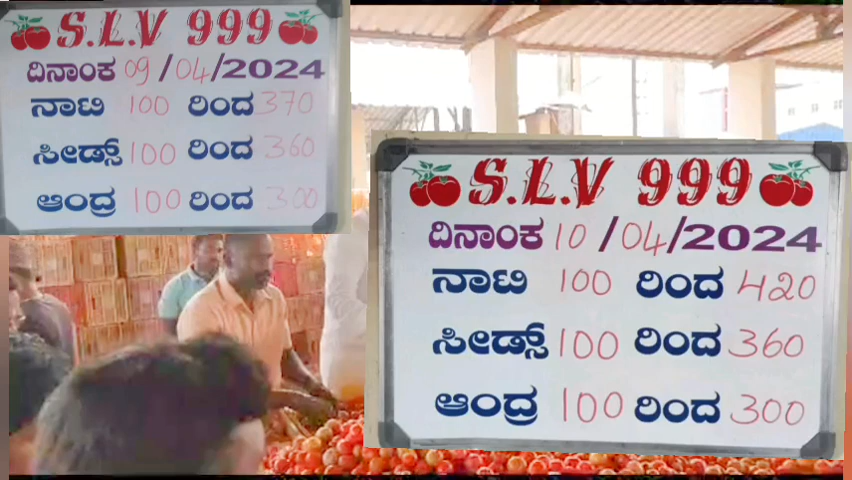 S.L.V 999
ದಿನಾಂಕ 09/04/2024
ನಾಟಿ 100 ರಿಂದ 370
ಸೀಡ್ಸ್ 100 ರಿಂದ 360
ಆಂದ್ರ 100 ರಿಂದ 300
S.L.V 999
ದಿನಾಂಕ 10/04/2024
ನಾಟಿ 100 ರಿಂದ 420
ಸೀಡ್ಸ್ 100 ರಿಂದ 360
ಆಂದ್ರ 100 ರಿಂದ 300